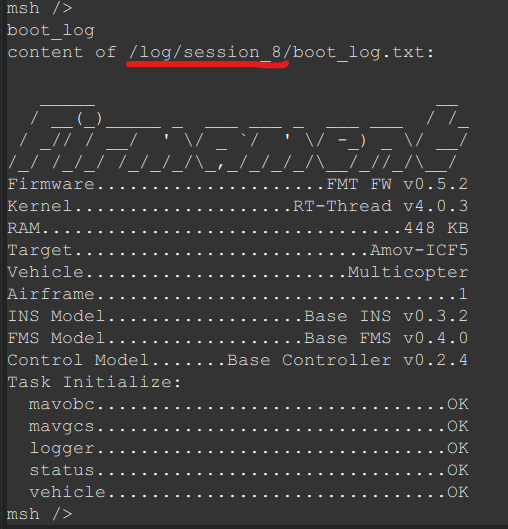 msh />
boot_log
content of /log/session_8/boot_log.txt:
Firmament
Firmware.....................FMT FW v0.5.2
Kernel....................RT-Thread v4.0.3
RAM.................................448 KB
Target...........................Amov-ICF5
Vehicle.........................Multicopter
Airframe.................................1
INS Model..................Base INS v0.3.2
FMS Model..................Base FMS v0.4.0
Control Model.......Base Controller v0.2.4
Task Initialize:
  mavobc................................OK
  mavgcs................................OK
  logger................................OK
  status................................OK
  vehicle...............................OK
msh />